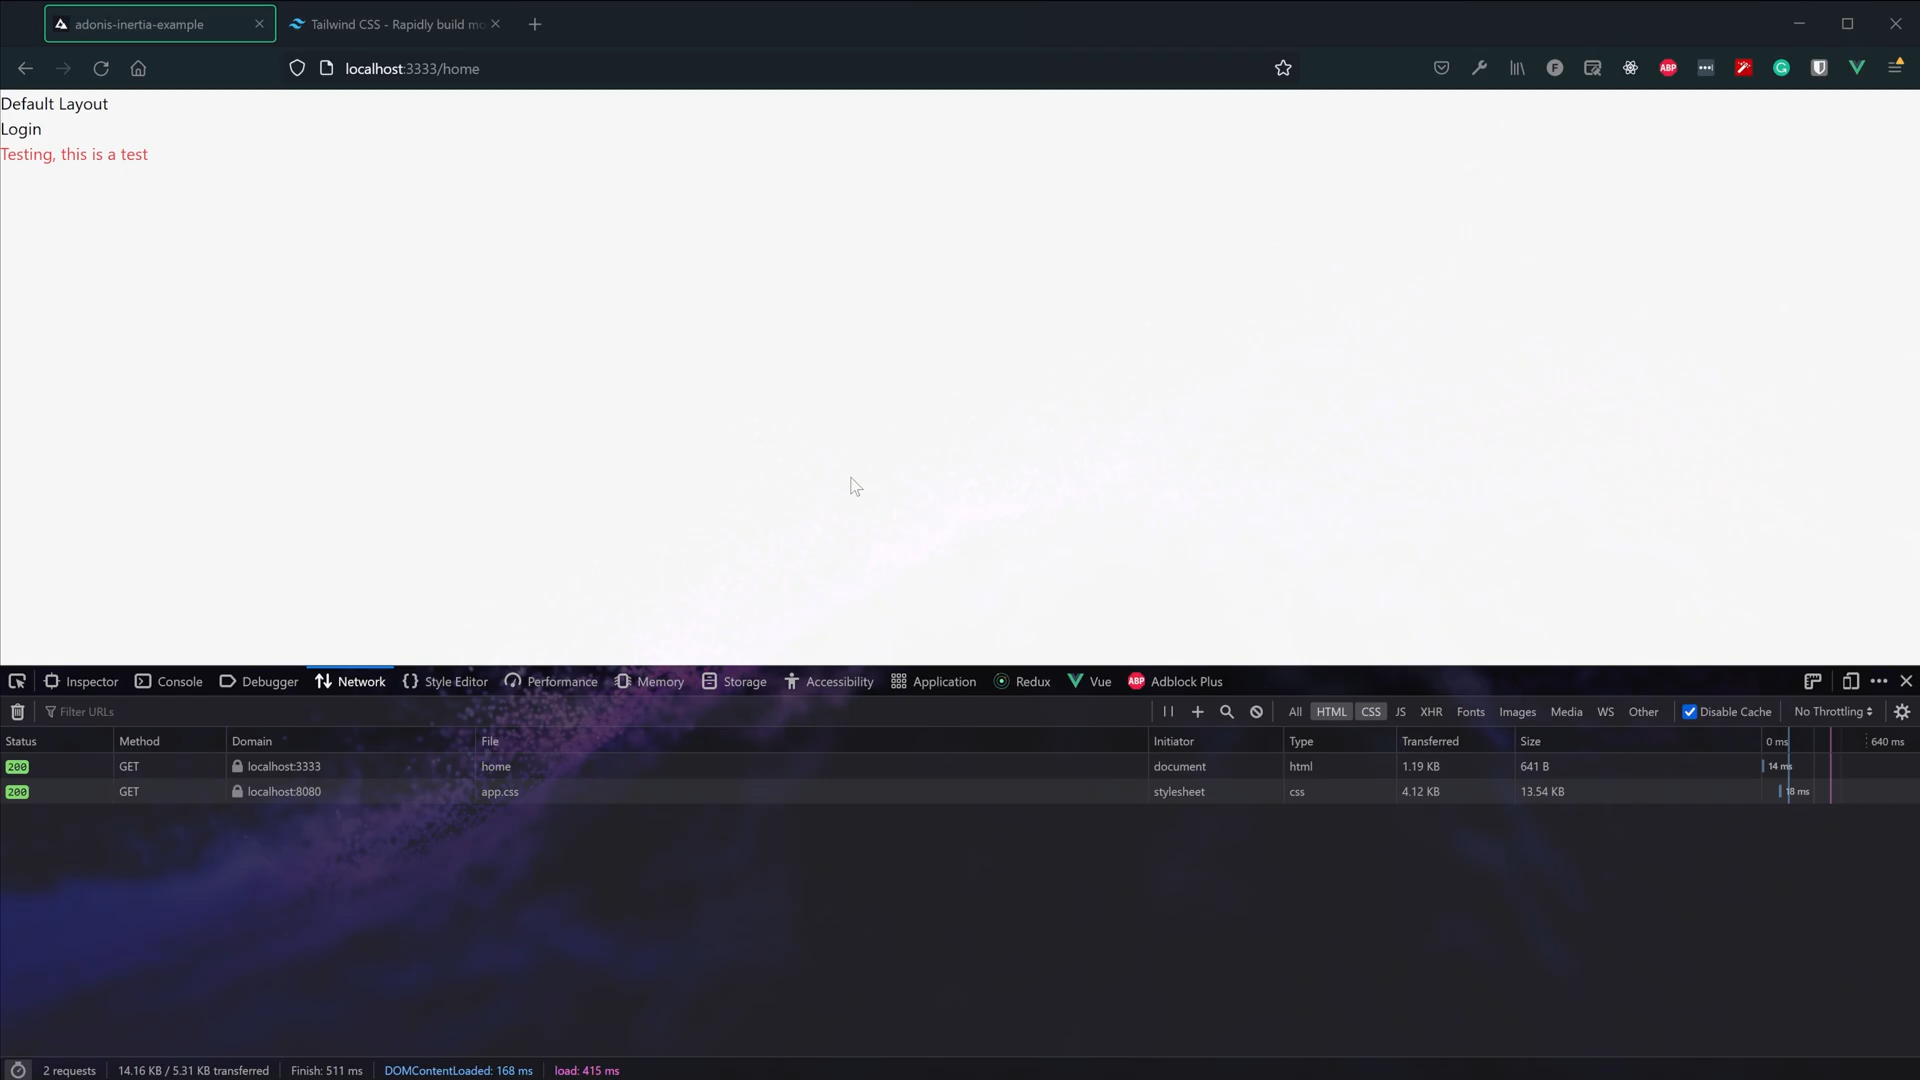 adonis-inertia-example
Tailwind CSS - Rapidly build mo
localhost:3333/home
F
ABP
Default Layout
Login
Testing, this is a test
Inspector
Console
Debugger
Network
Style Editor
Performance
Memory
Storage
Accessibility
Application
Redux
Vue
ABP Adblock Plus
Filter URLs
All
HTML
CSS
JS
XHR
Fonts
Images
Media
WS
Other
Disable Cache
No Throttling
Status Method Domain File Initiator Type Transferred Size 0 ms 640 ms
200 GET localhost:3333 home document html 1.19 KB 641 B 14 ms
200 GET localhost:8080 app.css stylesheet css 4.12 KB 13.54 KB 18 ms
2 requests 14.16 KB / 5.31 KB transferred Finish: 511 ms DOMContentLoaded: 168 ms load: 415 ms